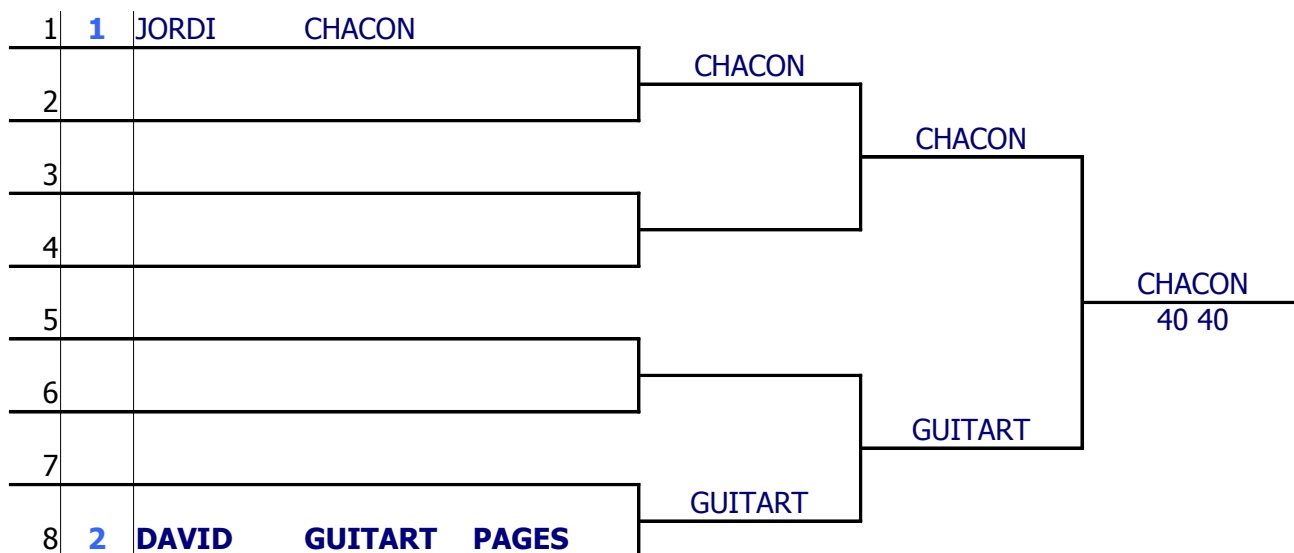 1 1 JORDI CHACON
CHACON
2
CHACON
3
4
CHACON
5
40 40
6
GUITART
7
GUITART
8 2 DAVID GUITART PAGES